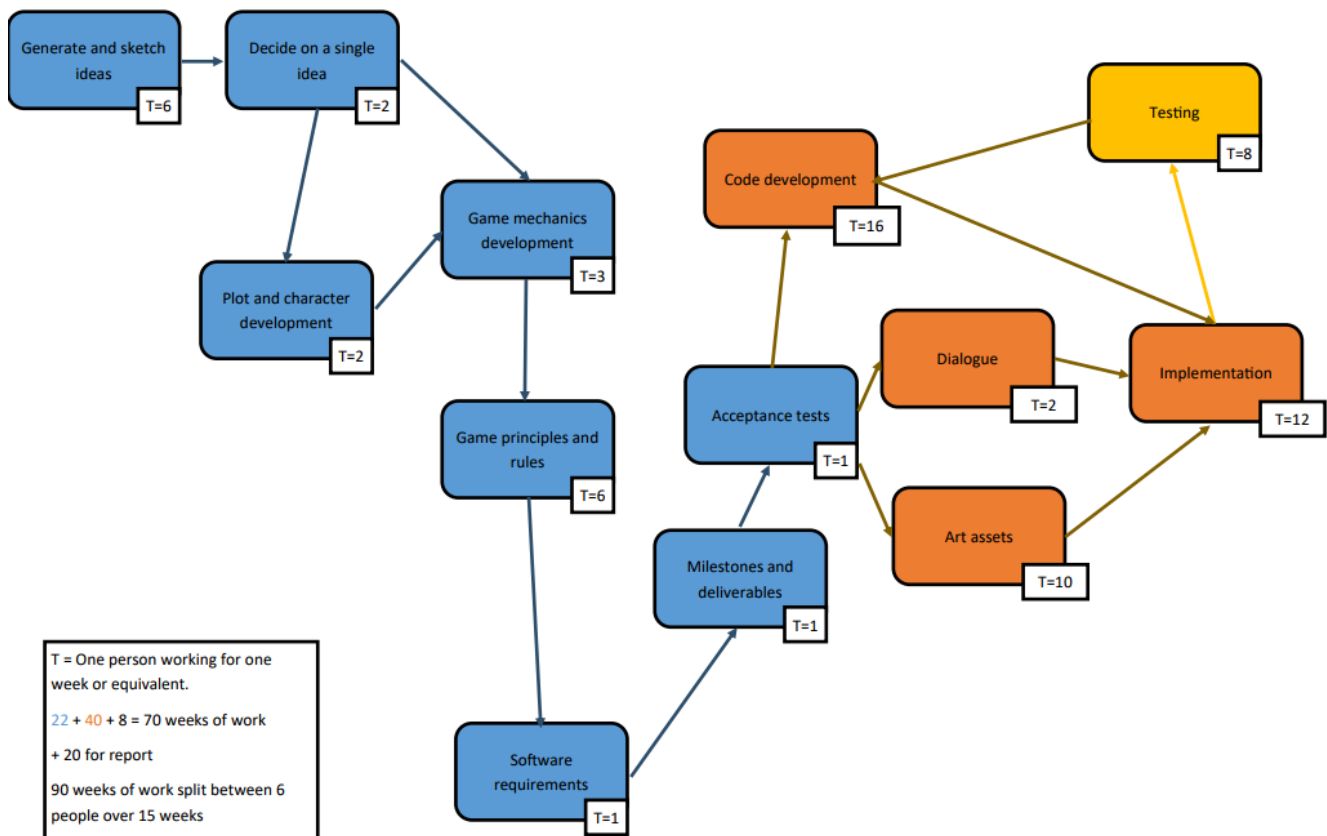 Generate and sketch
ideas
T=6
Decide on a single
idea
T=2
Testing
T=8
Code development
T=16
Game mechanics
development
T=3
Plot and character
development
T=2
Dialogue
T=2
Implementation
T=12
Acceptance tests
T=1
Game principles and
rules
T=6
Art assets
T=10
Milestones and
deliverables
T=1
Software
requirements
T=1
T = One person working for one
week or equivalent.
22 + 40 + 8 = 70 weeks of work
+ 20 for report
90 weeks of work split between 6
people over 15 weeks